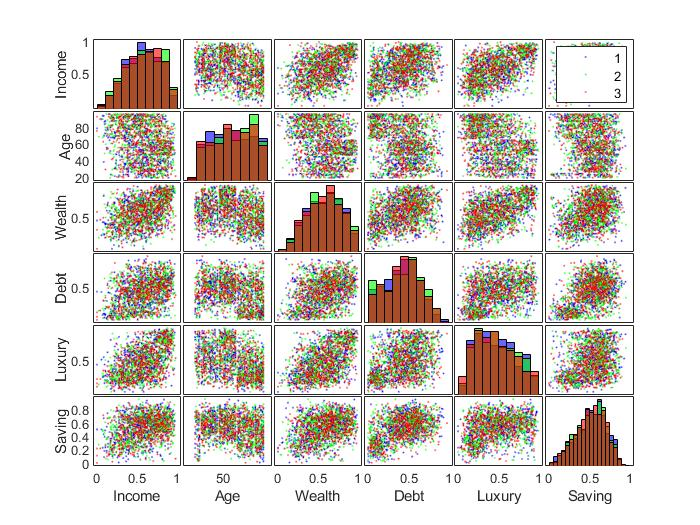 Income
1
0.5
1
2
3
Age
80
60
40
20
Wealth
0.5
Debt
0.5
Luxury
0.5
Saving
0.8
0.6
0.4
0.2
0
0 0.5 1 50 0 0.5 1 0 0.5 1 0 0.5 1 0 0.5 1
Income Age Wealth Debt Luxury Saving